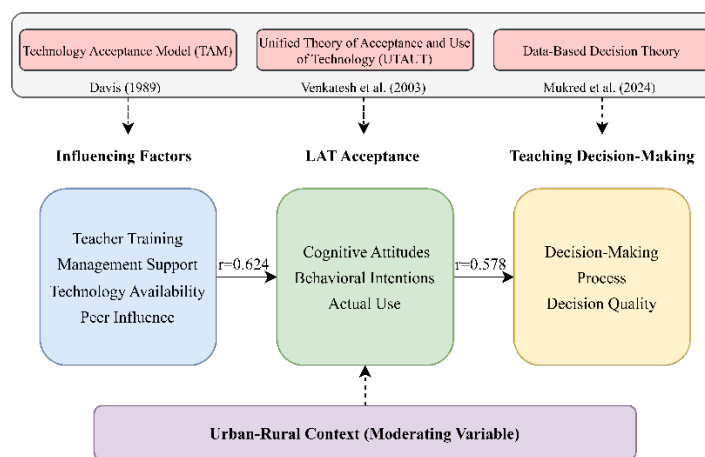 Technology Acceptance Model (TAM)
Unified Theory of Acceptance and Use
of Technology (UTAUT)
Data-Based Decision Theory
Davis (1989)
Venkatesh et al. (2003)
Mukred et al. (2024)
Influencing Factors
LAT Acceptance
Teaching Decision-Making
Teacher Training
Management Support
Technology Availability
Peer Influence
r=0.624
Cognitive Attitudes
Behavioral Intentions
Actual Use
r=0.578
Decision-Making
Process
Decision Quality
Urban-Rural Context (Moderating Variable)